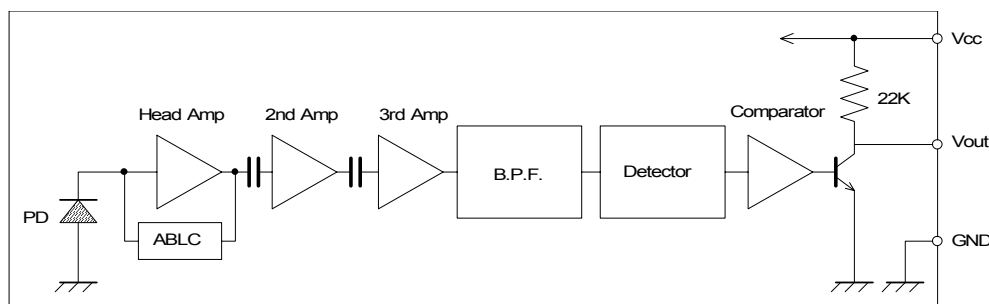 Vcc
22K
Head Amp
2nd Amp
3rd Amp
Comparator
Vout
B.P.F.
Detector
PD
ABLC
GND